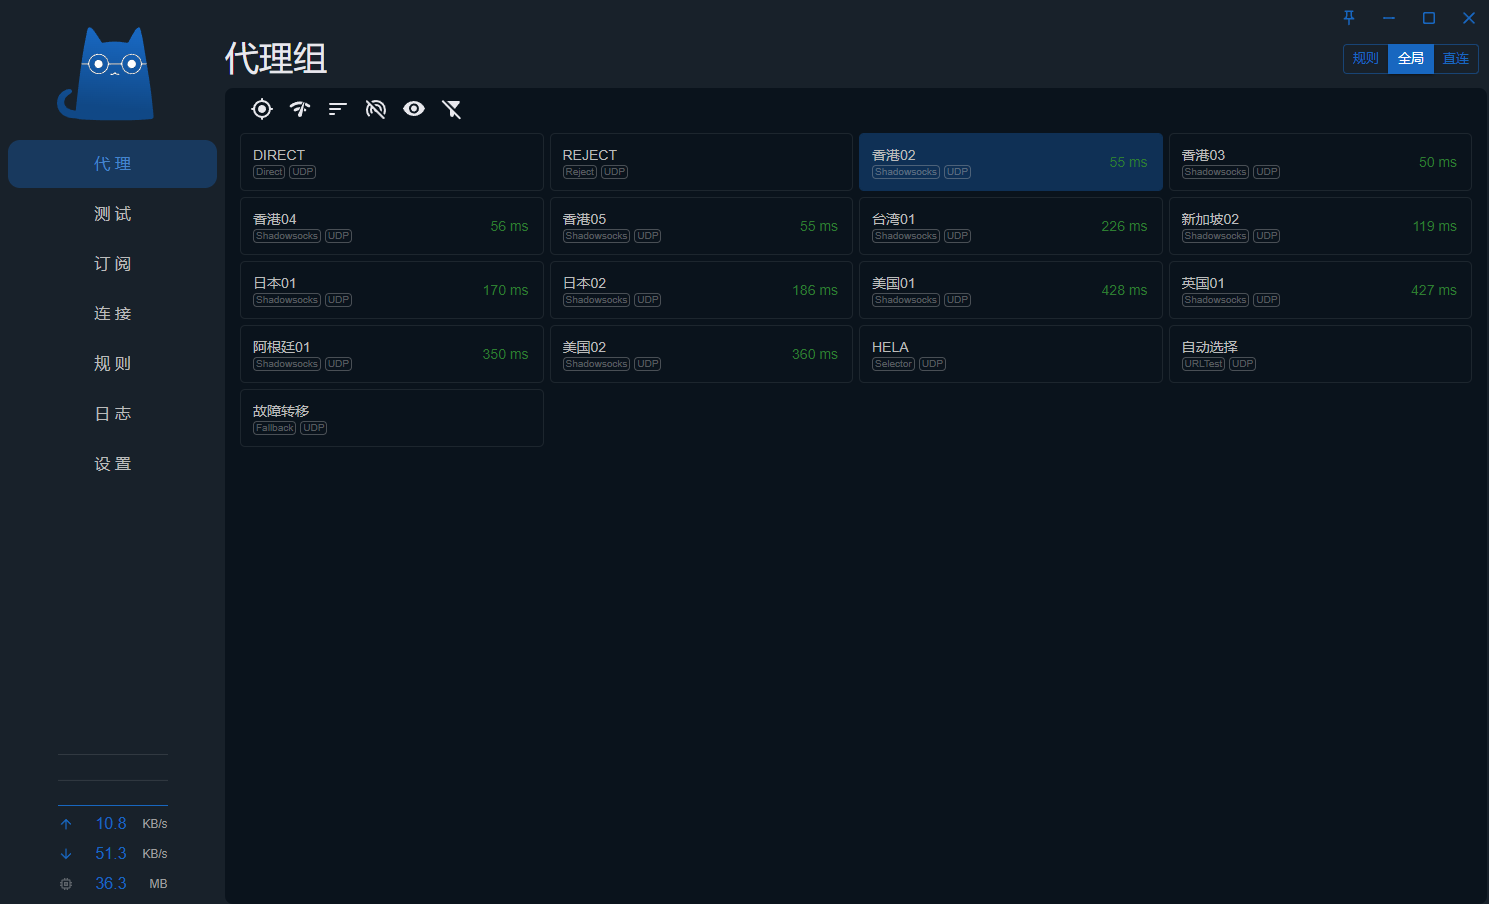 代理组
规则 全局 直连
代 理
测 试
订 阅
连 接
规 则
日 志
设 置
DIRECT
Direct UDP
REJECT
Reject UDP
香港02
Shadowsocks UDP
55 ms
香港03
Shadowsocks UDP
50 ms
香港04
Shadowsocks UDP
56 ms
香港05
Shadowsocks UDP
55 ms
台湾01
Shadowsocks UDP
226 ms
新加坡02
Shadowsocks UDP
119 ms
日本01
Shadowsocks UDP
170 ms
日本02
Shadowsocks UDP
186 ms
美国01
Shadowsocks UDP
428 ms
英国01
Shadowsocks UDP
427 ms
阿根廷01
Shadowsocks UDP
350 ms
美国02
Shadowsocks UDP
360 ms
HELA
Selector UDP
自动选择
URLTest UDP
故障转移
Fallback UDP
10.8 KB/s
51.3 KB/s
36.3 MB